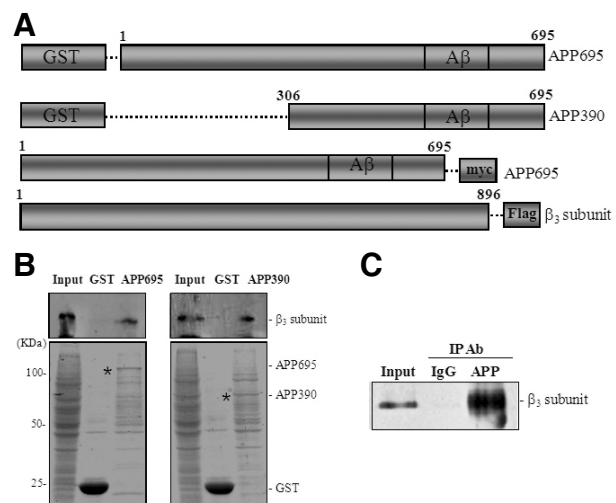 A
1 695
GST Aβ APP695
306 695
GST Aβ APP390
1 695
Aβ myc APP695
1 896
Flag β3 subunit
B
Input GST APP695 Input GST APP390
- β3 subunit
(KDa)
100-
* - APP695
* - APP390
50-
25-
- GST
C
IP Ab
Input IgG APP
- β3 subunit